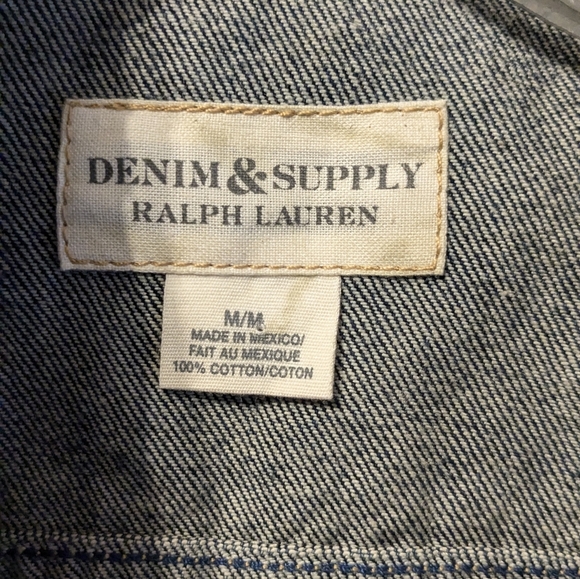 DENIM & SUPPLY
RALPH LAUREN
M/M
MADE IN MEXICO/
FAIT AU MEXIQUE
100% COTTON/COTON